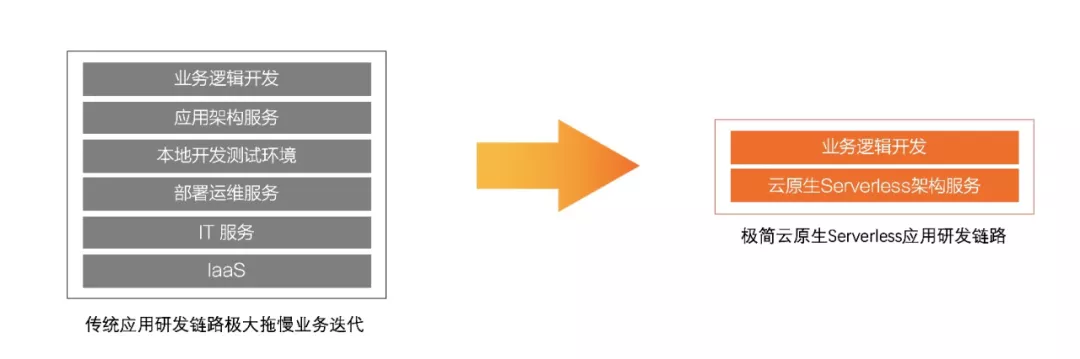 业务逻辑开发
应用架构服务
本地开发测试环境
部署运维服务
IT 服务
IaaS
传统应用研发链路极大拖慢业务迭代
业务逻辑开发
云原生Serverless架构服务
极简云原生Serverless应用研发链路